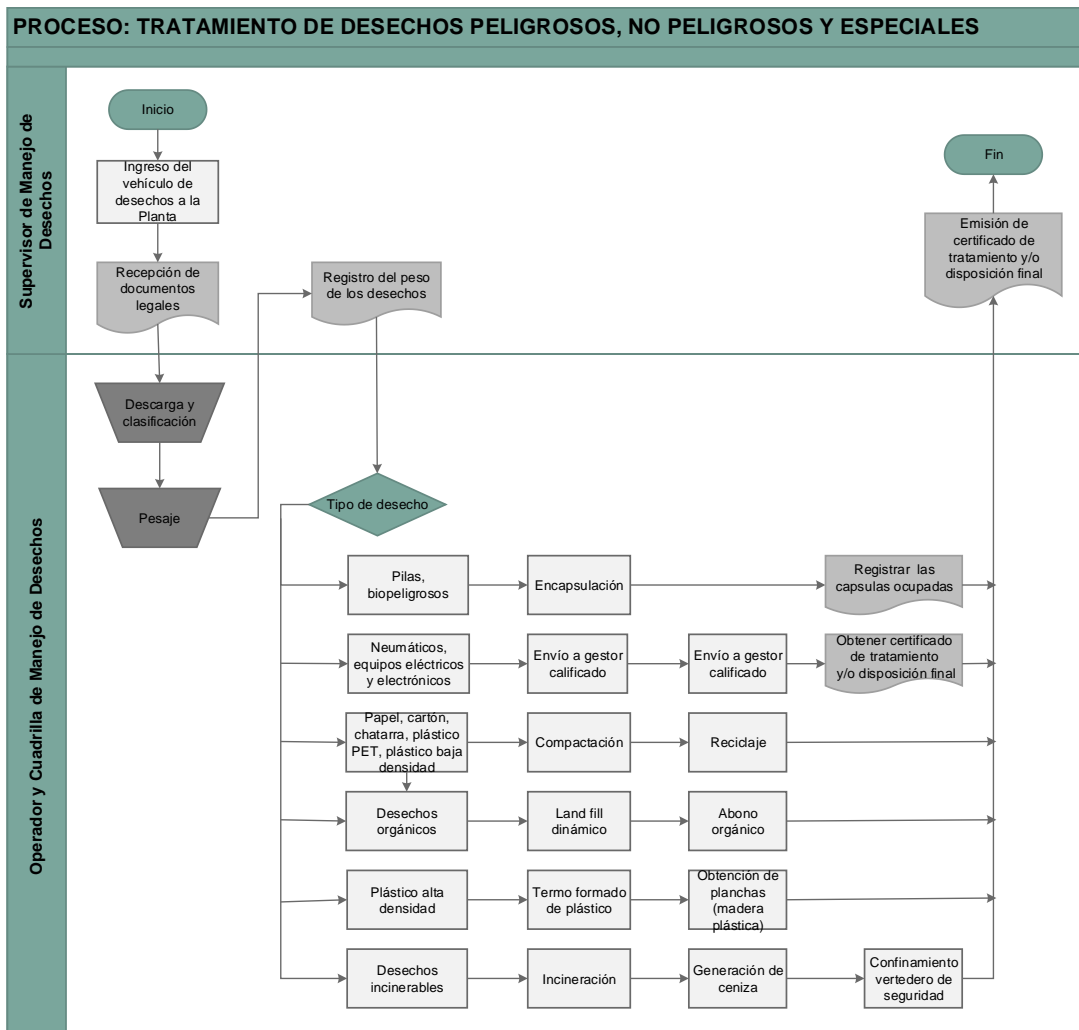 PROCESO: TRATAMIENTO DE DESECHOS PELIGROSOS, NO PELIGROSOS Y ESPECIALES
Supervisor de Manejo de
Desechos
Inicio
Ingreso del
vehículo de
desechos a la
Planta
Recepción de
documentos
legales
Registro del peso
de los desechos
Fin
Emisión de
certificado de
tratamiento y/o
disposición final
Operador y Cuadrilla de Manejo de Desechos
Descarga y
clasificación
Pesaje
Tipo de desecho
Pilas,
biopeligrosos
Encapsulación
Registrar las
capsulas ocupadas
Neumáticos,
equipos eléctricos
y electrónicos
Envío a gestor
calificado
Envío a gestor
calificado
Obtener certificado
de tratamiento
y/o disposición final
Papel, cartón,
chatarra, plástico
PET, plástico baja
densidad
Compactación
Reciclaje
Desechos
orgánicos
Land fill
dinámico
Abono
orgánico
Plástico alta
densidad
Termo formado
de plástico
Obtención de
planchas
(madera
plástica)
Desechos
incinerables
Incineración
Generación de
ceniza
Confinamiento
vertedero de
seguridad